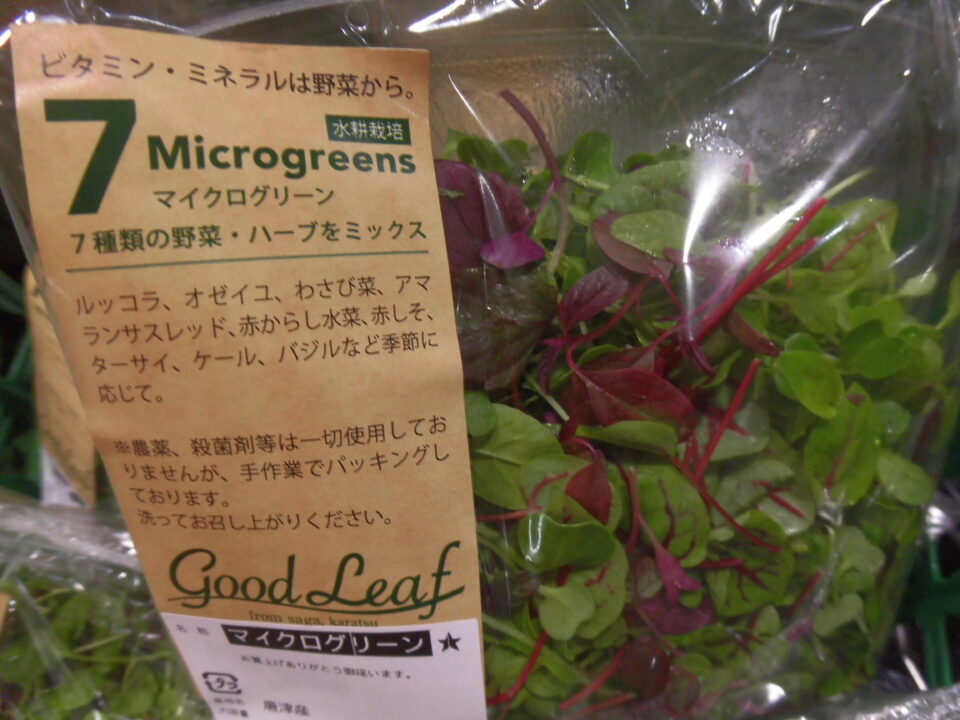 ビタミン・ミネラルは野菜から。
7
水耕栽培
Microgreens
マイクログリーン
7種類の野菜・ハーブをミックス
ルッコラ、オゼイユ、わさび菜、アマ
ランサスレッド、赤からし水菜、赤しそ、
ターサイ、ケール、バジルなど季節に
応じて。
※農薬、殺菌剤等は一切使用してお
りませんが、手作業でパッキングし
ております。
洗ってお召し上がりください。
Good Leaf
from saga, karatsu
名 称 マイクログリーン★
お買上げありがとう御座います。
唐津産
内容量